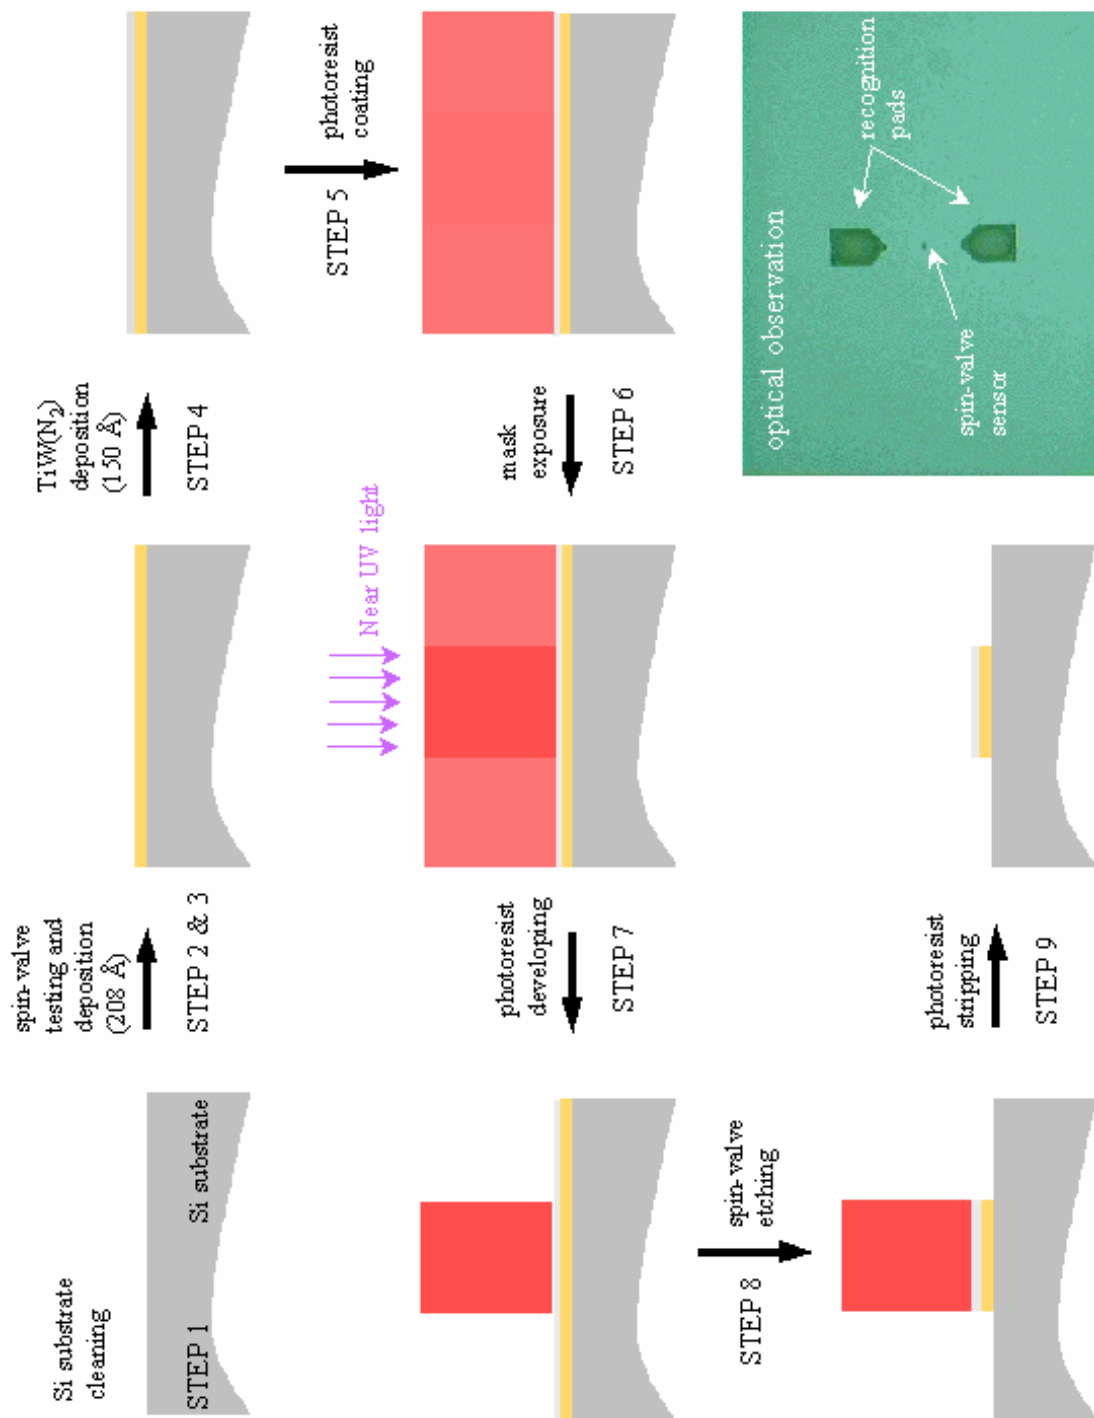 Si substrate
cleaning
STEP 1
Si substrate
spin-valve
testing and
deposition
(208 Å)
STEP 2 & 3
TiW(N₂)
deposition
(150 Å)
STEP 4
photoresist
coating
STEP 5
mask
exposure
STEP 6
Near UV light
photoresist
developing
STEP 7
spin-valve
etching
STEP 8
photoresist
stripping
STEP 9
optical observation
recognition
pads
spin-valve
sensor